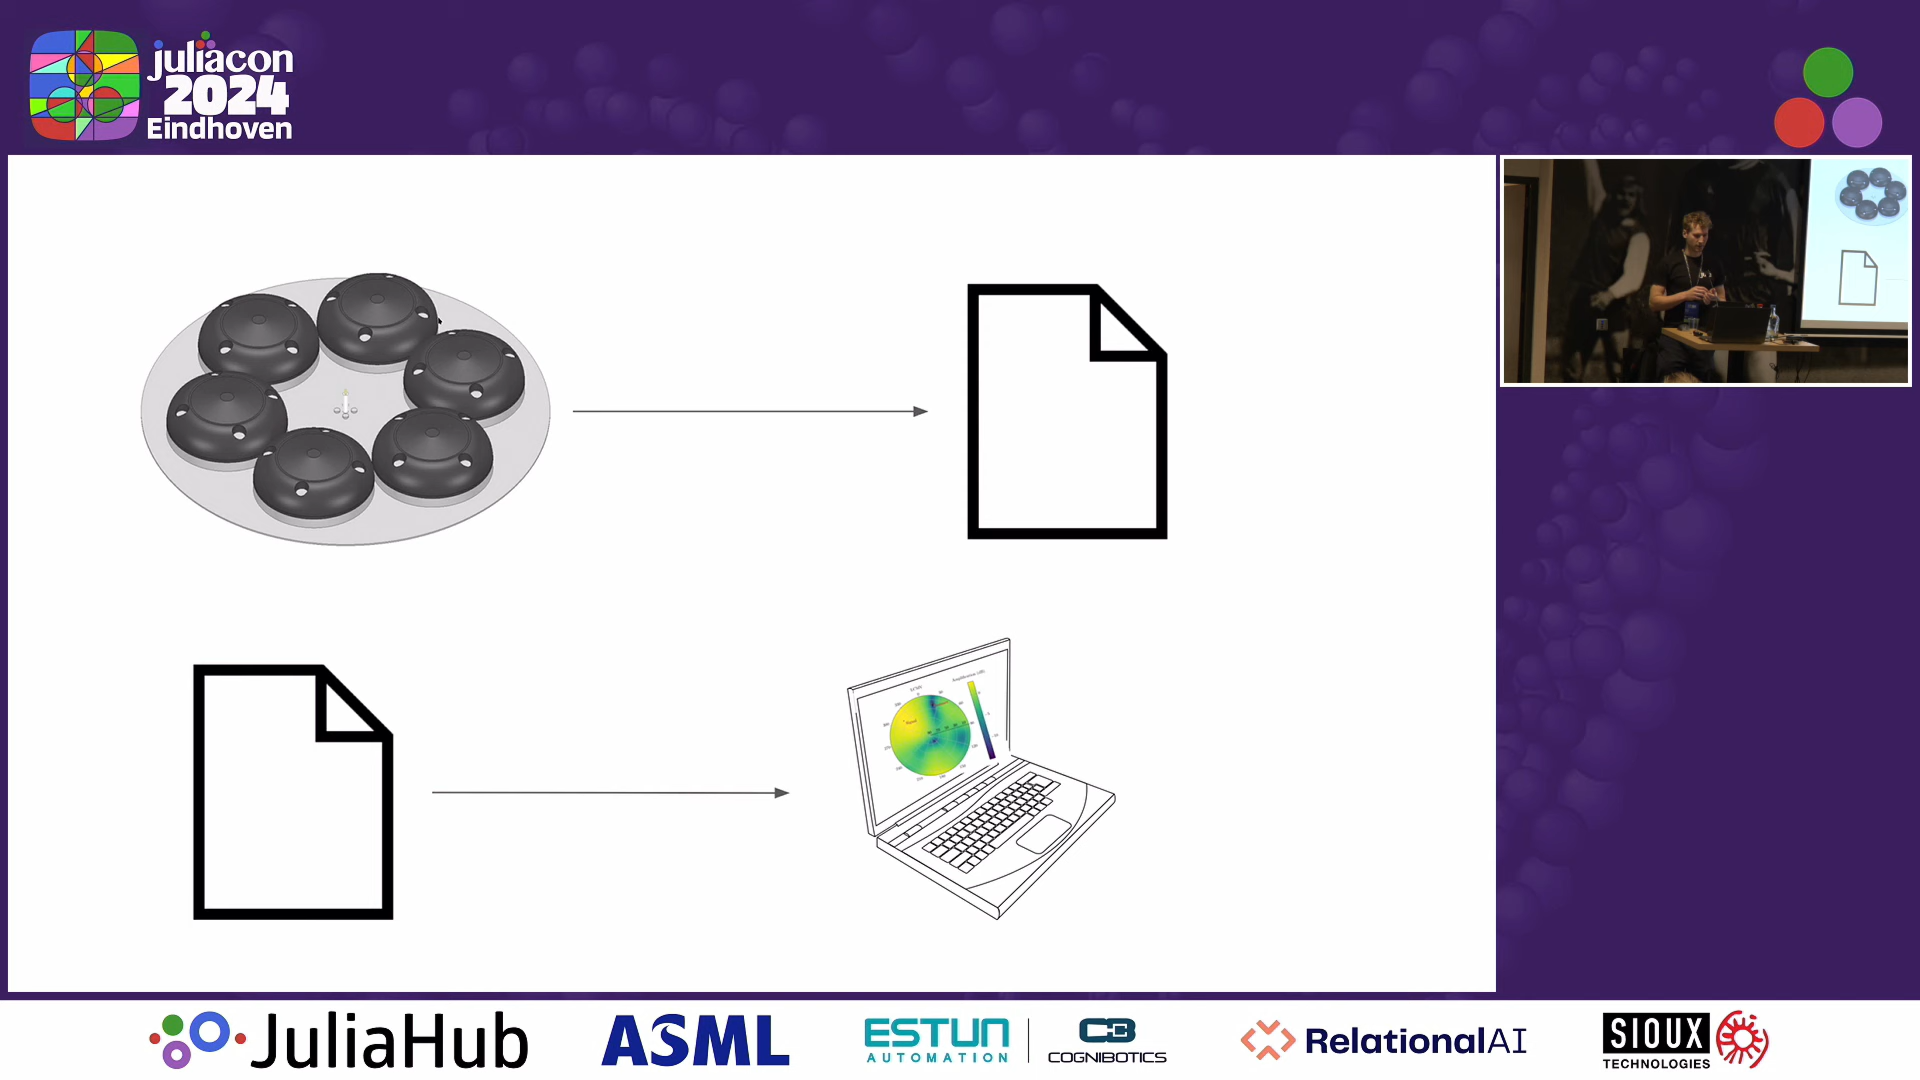 juliacon
2024
Eindhoven
JuliaHub
ASML
ESTUN
AUTOMATION
COGNIBOTICS
RelationalAI
SIOUX
TECHNOLOGIES